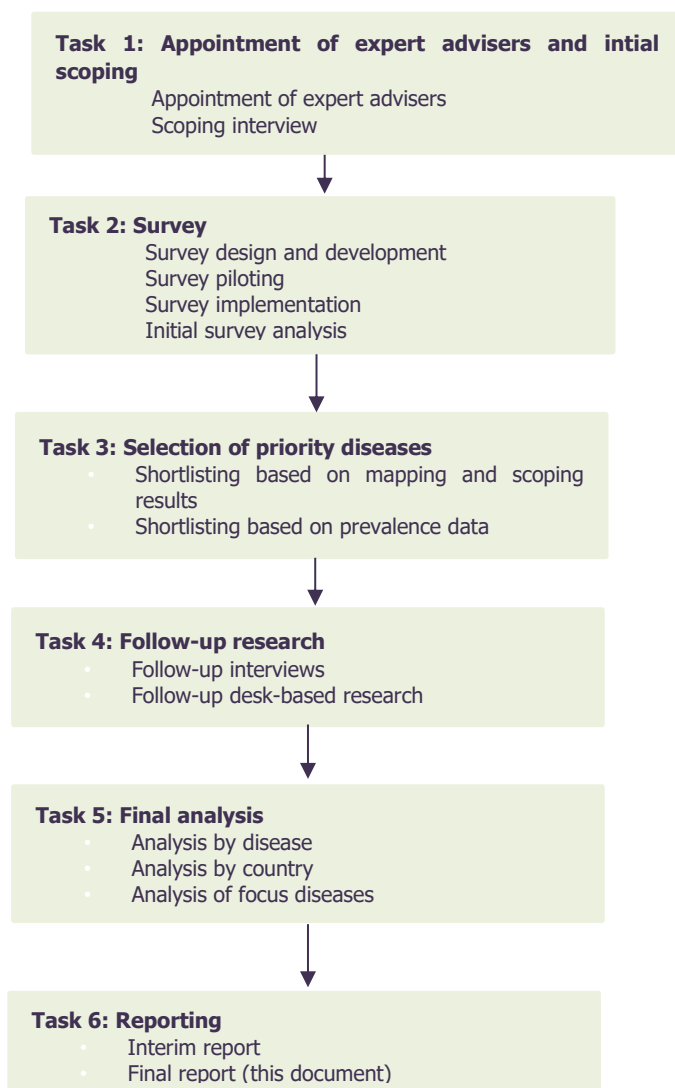 Task 1: Appointment of expert advisers and intial
scoping
Appointment of expert advisers
Scoping interview
Task 2: Survey
Survey design and development
Survey piloting
Survey implementation
Initial survey analysis
Task 3: Selection of priority diseases
• Shortlisting based on mapping and scoping
results
• Shortlisting based on prevalence data
Task 4: Follow-up research
• Follow-up interviews
• Follow-up desk-based research
Task 5: Final analysis
• Analysis by disease
• Analysis by country
• Analysis of focus diseases
Task 6: Reporting
• Interim report
• Final report (this document)